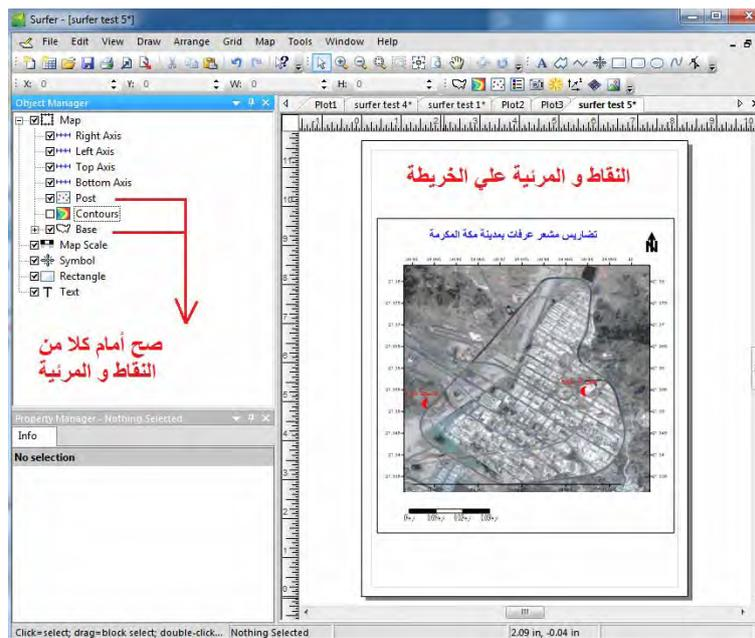 Surfer - [surfer test 5*]
File Edit View Draw Arrange Grid Map Tools Window Help
X: 0 Y: 0 W: 0 H: 0
Object Manager
Plot1 surfer test 4* surfer test 1* Plot2 Plot3 surfer test 5*
Map
Right Axis
Left Axis
Top Axis
Bottom Axis
Post
Contours
Base
Map Scale
Symbol
Rectangle
T Text
صح أمام كلا من
النقاط و المرئية
النقاط و المرئية علي الخريطة
تضاريس مشعر عرفات بمدينة مكة المكرمة
N
Property Manager - Nothing Selected
Info
No selection
Click=select; drag=block select; double-click... Nothing Selected 2.09 in, -0.04 in